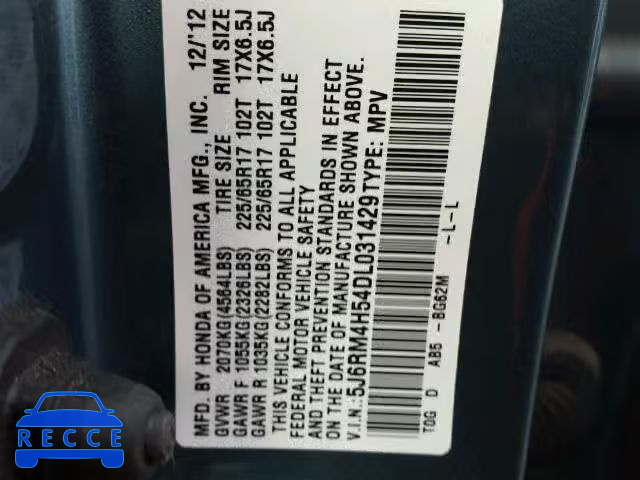 MFD. BY HONDA OF AMERICA MFG., INC. 12/12
GVWR 2070KG(4564LBS) TIRE SIZE RIM SIZE
GAWR F 1055KG(2326LBS) 225/65R17 102T 17X6.5J
GAWR R 1035KG(2282LBS) 225/65R17 102T 17X6.5J
THIS VEHICLE CONFORMS TO ALL APPLICABLE
FEDERAL MOTOR VEHICLE SAFETY
AND THEFT PREVENTION STANDARDS IN EFFECT
ON THE DATE OF MANUFACTURE SHOWN ABOVE.
V.I.N.:5J6RM4H54DL031429 TYPE: MPV
TOG D AB5 -BG62M -L-L
RECCE